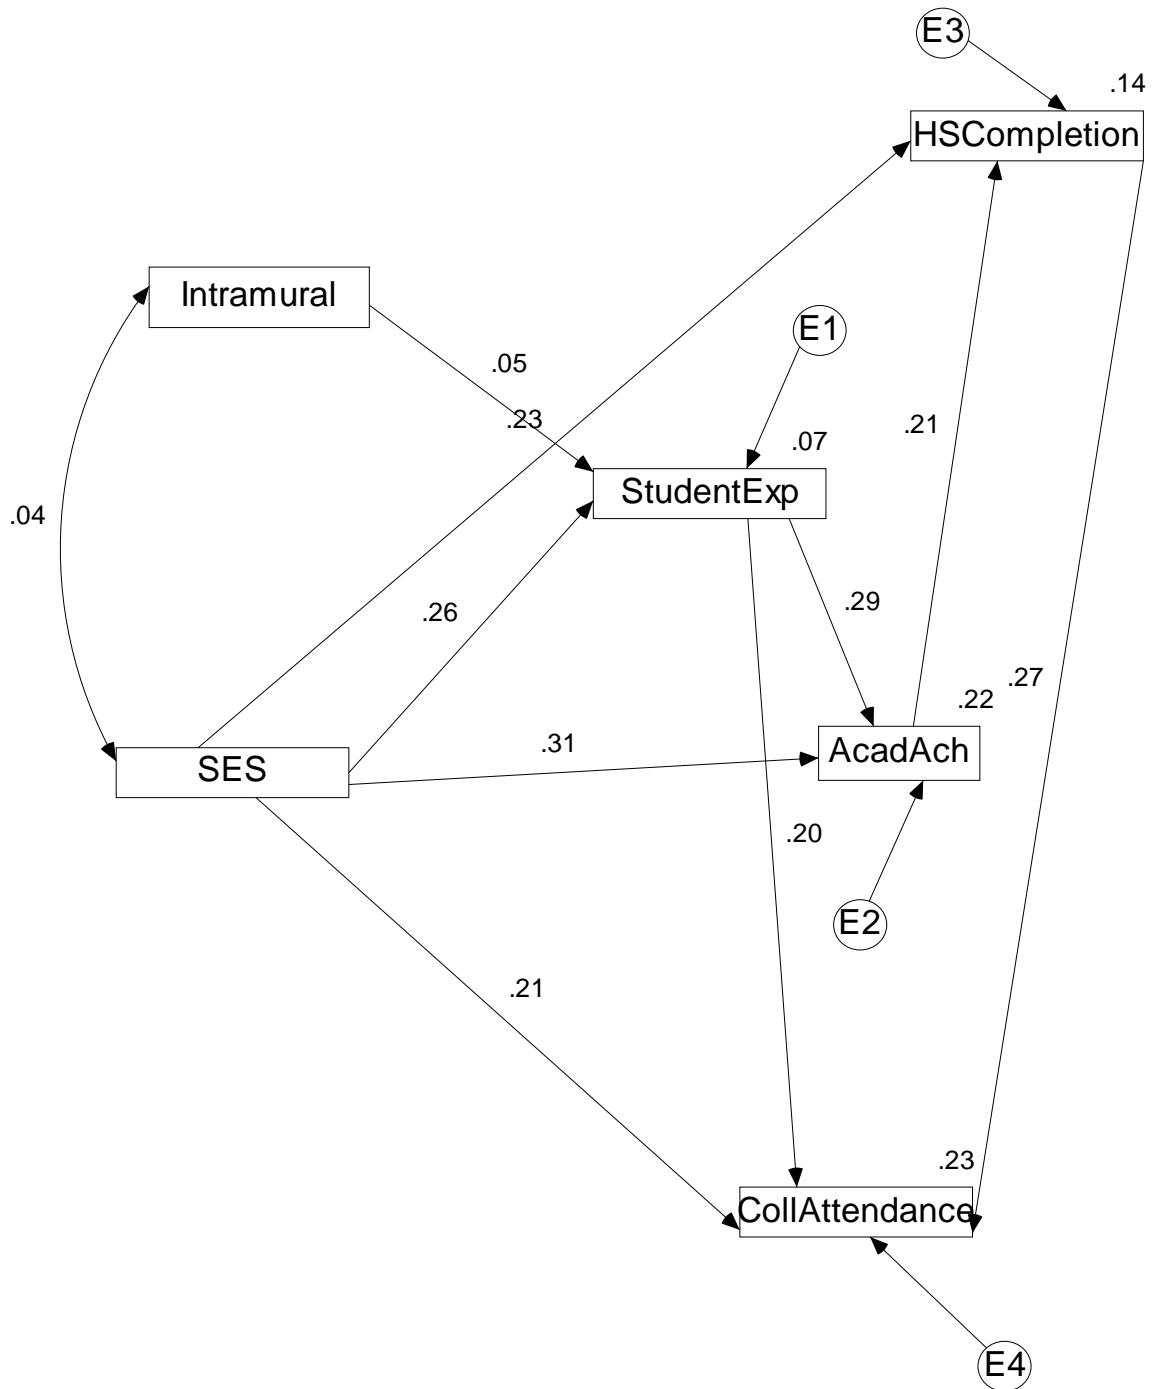 E3
.14
HSCompletion
Intramural
E1
.05
.23
.21
.07
StudentExp
.04
.26
.29
.27
.22
.31
AcadAch
SES
.20
E2
.21
.23
CollAttendance
E4